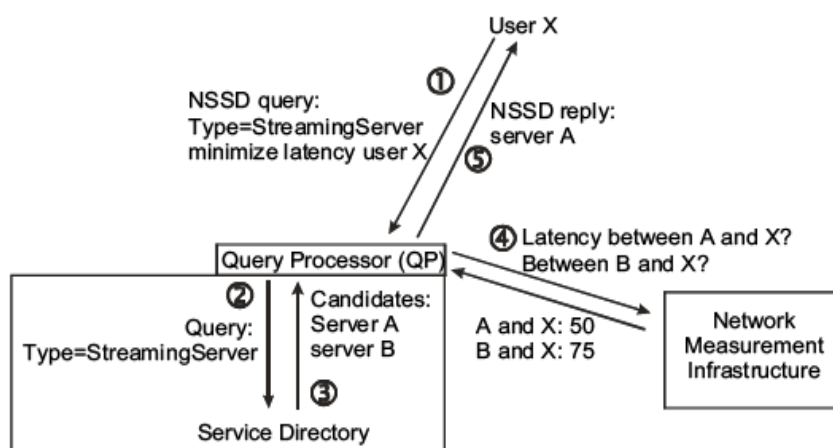 User X
①
NSSD query:
Type=StreamingServer
minimize latency user X
NSSD reply:
server A
⑤
④ Latency between A and X?
Between B and X?
Query Processor (QP)
②
Query:
Type=StreamingServer
Candidates:
Server A
server B
③
Service Directory
A and X: 50
B and X: 75
Network
Measurement
Infrastructure